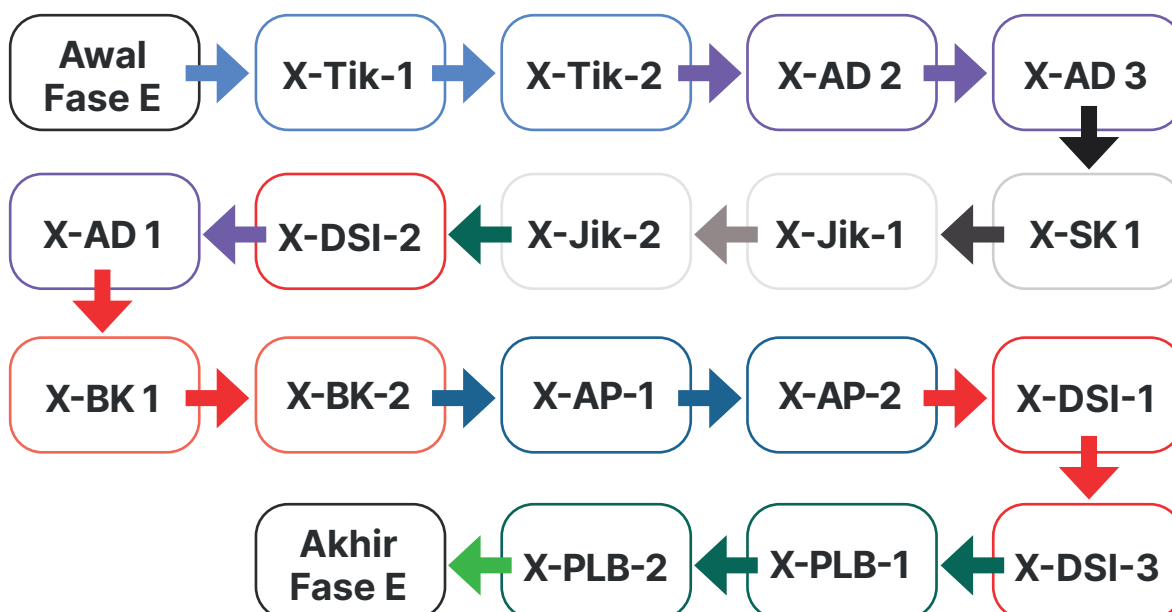 Awal
Fase E
X-Tik-1
X-Tik-2
X-AD 2
X-AD 3
X-AD 1
X-DSI-2
X-Jik-2
X-Jik-1
X-SK 1
X-BK 1
X-BK-2
X-AP-1
X-AP-2
X-DSI-1
Akhir
Fase E
X-PLB-2
X-PLB-1
X-DSI-3